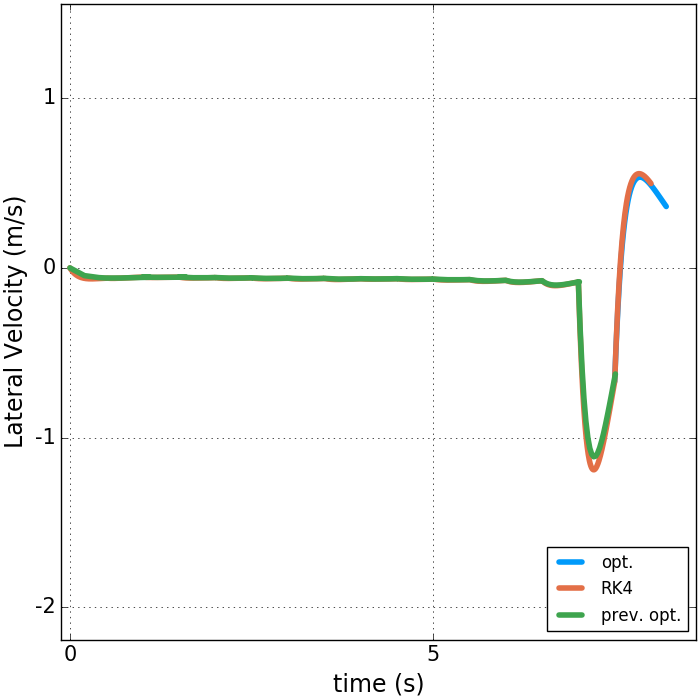 Lateral Velocity (m/s)
1
0
-1
-2
0
5
time (s)
opt.
RK4
prev. opt.